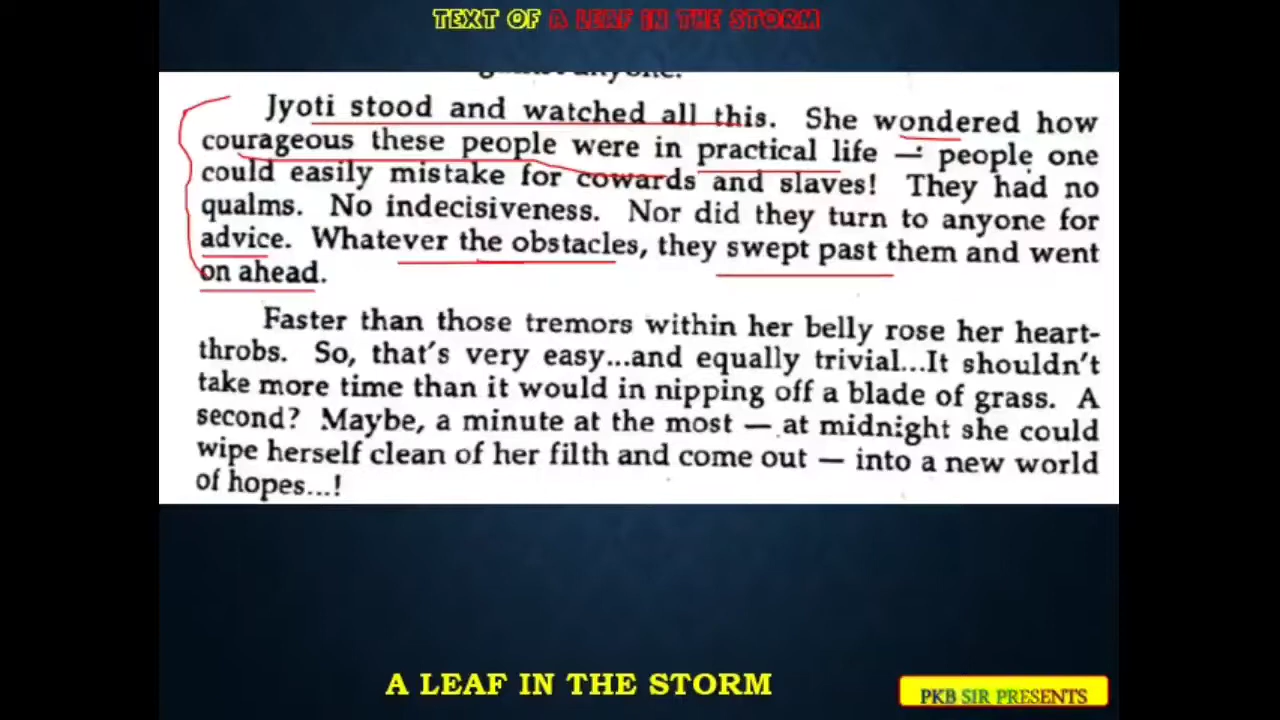 TEXT OF A LEAF IN THE STORM
anyone.
Jyoti stood and watched all this. She wondered how
courageous these people were in practical life — people one
could easily mistake for cowards and slaves! They had no
qualms. No indecisiveness. Nor did they turn to anyone for
advice. Whatever the obstacles, they swept past them and went
on ahead.
Faster than those tremors within her belly rose her heart-
throbs. So, that's very easy...and equally trivial...It shouldn't
take more time than it would in nipping off a blade of grass. A
second? Maybe, a minute at the most — at midnight she could
wipe herself clean of her filth and come out — into a new world
of hopes...!
A LEAF IN THE STORM
PKB SIR PRESENTS